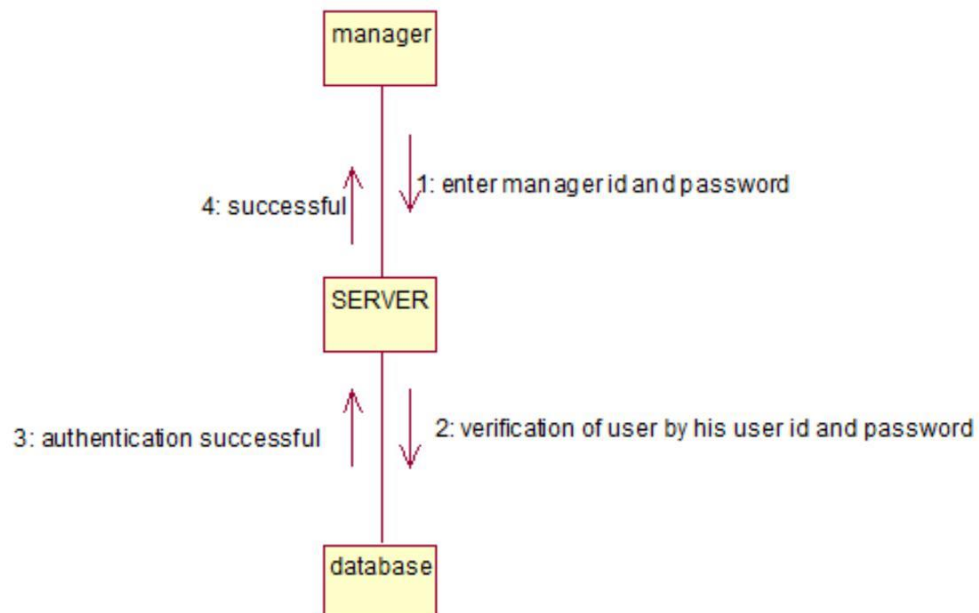 manager
1: enter manager id and password
4: successful
SERVER
3: authentication successful
2: verification of user by his user id and password
database